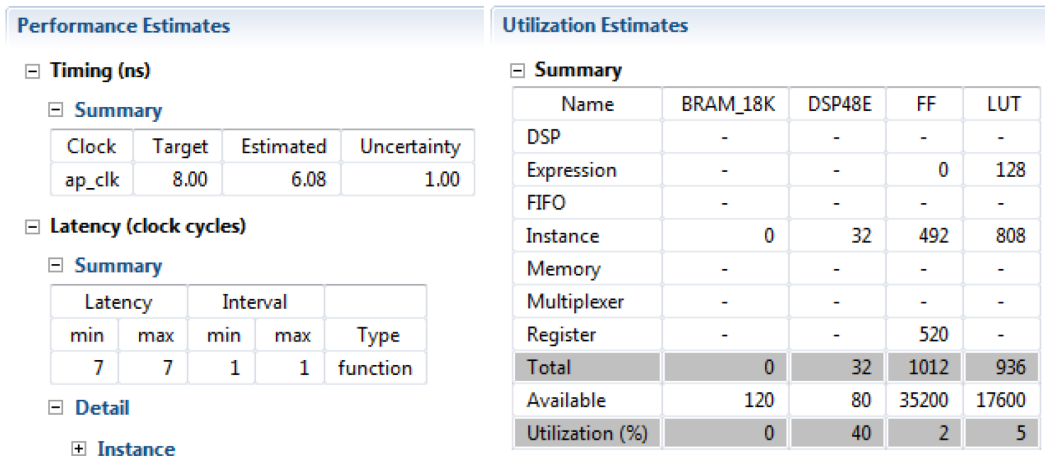 Performance Estimates
Timing (ns)
Summary
Clock Target Estimated Uncertainty
ap_clk 8.00 6.08 1.00
Latency (clock cycles)
Summary
Latency Interval
min max min max Type
7 7 1 1 function
Detail
Instance
Utilization Estimates
Summary
Name BRAM_18K DSP48E FF LUT
DSP - - - -
Expression - - 0 128
FIFO - - - -
Instance 0 32 492 808
Memory - - - -
Multiplexer - - - -
Register - - 520 -
Total 0 32 1012 936
Available 120 80 35200 17600
Utilization (%) 0 40 2 5